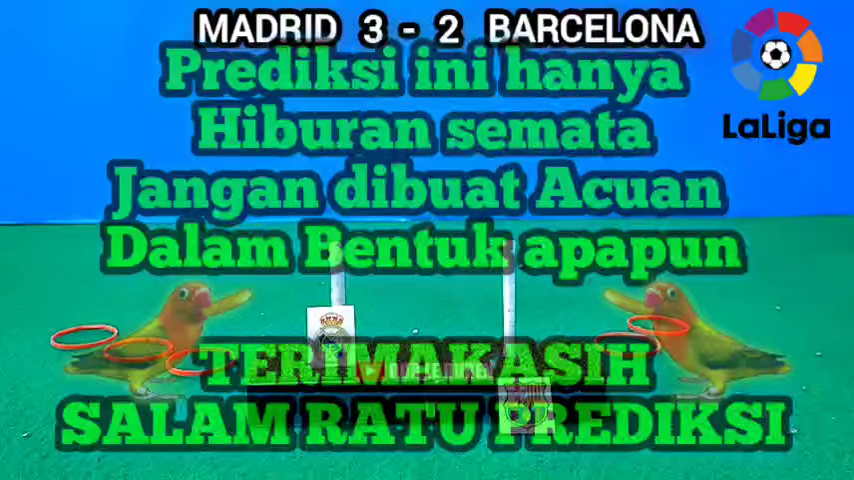 MADRID 3 - 2 BARCELONA
LaLiga
Prediksi ini hanya
Hiburan semata
Jangan dibuat Acuan
Dalam Bentuk apapun
TERIMAKASIH
SALAM RATU PREDIKSI